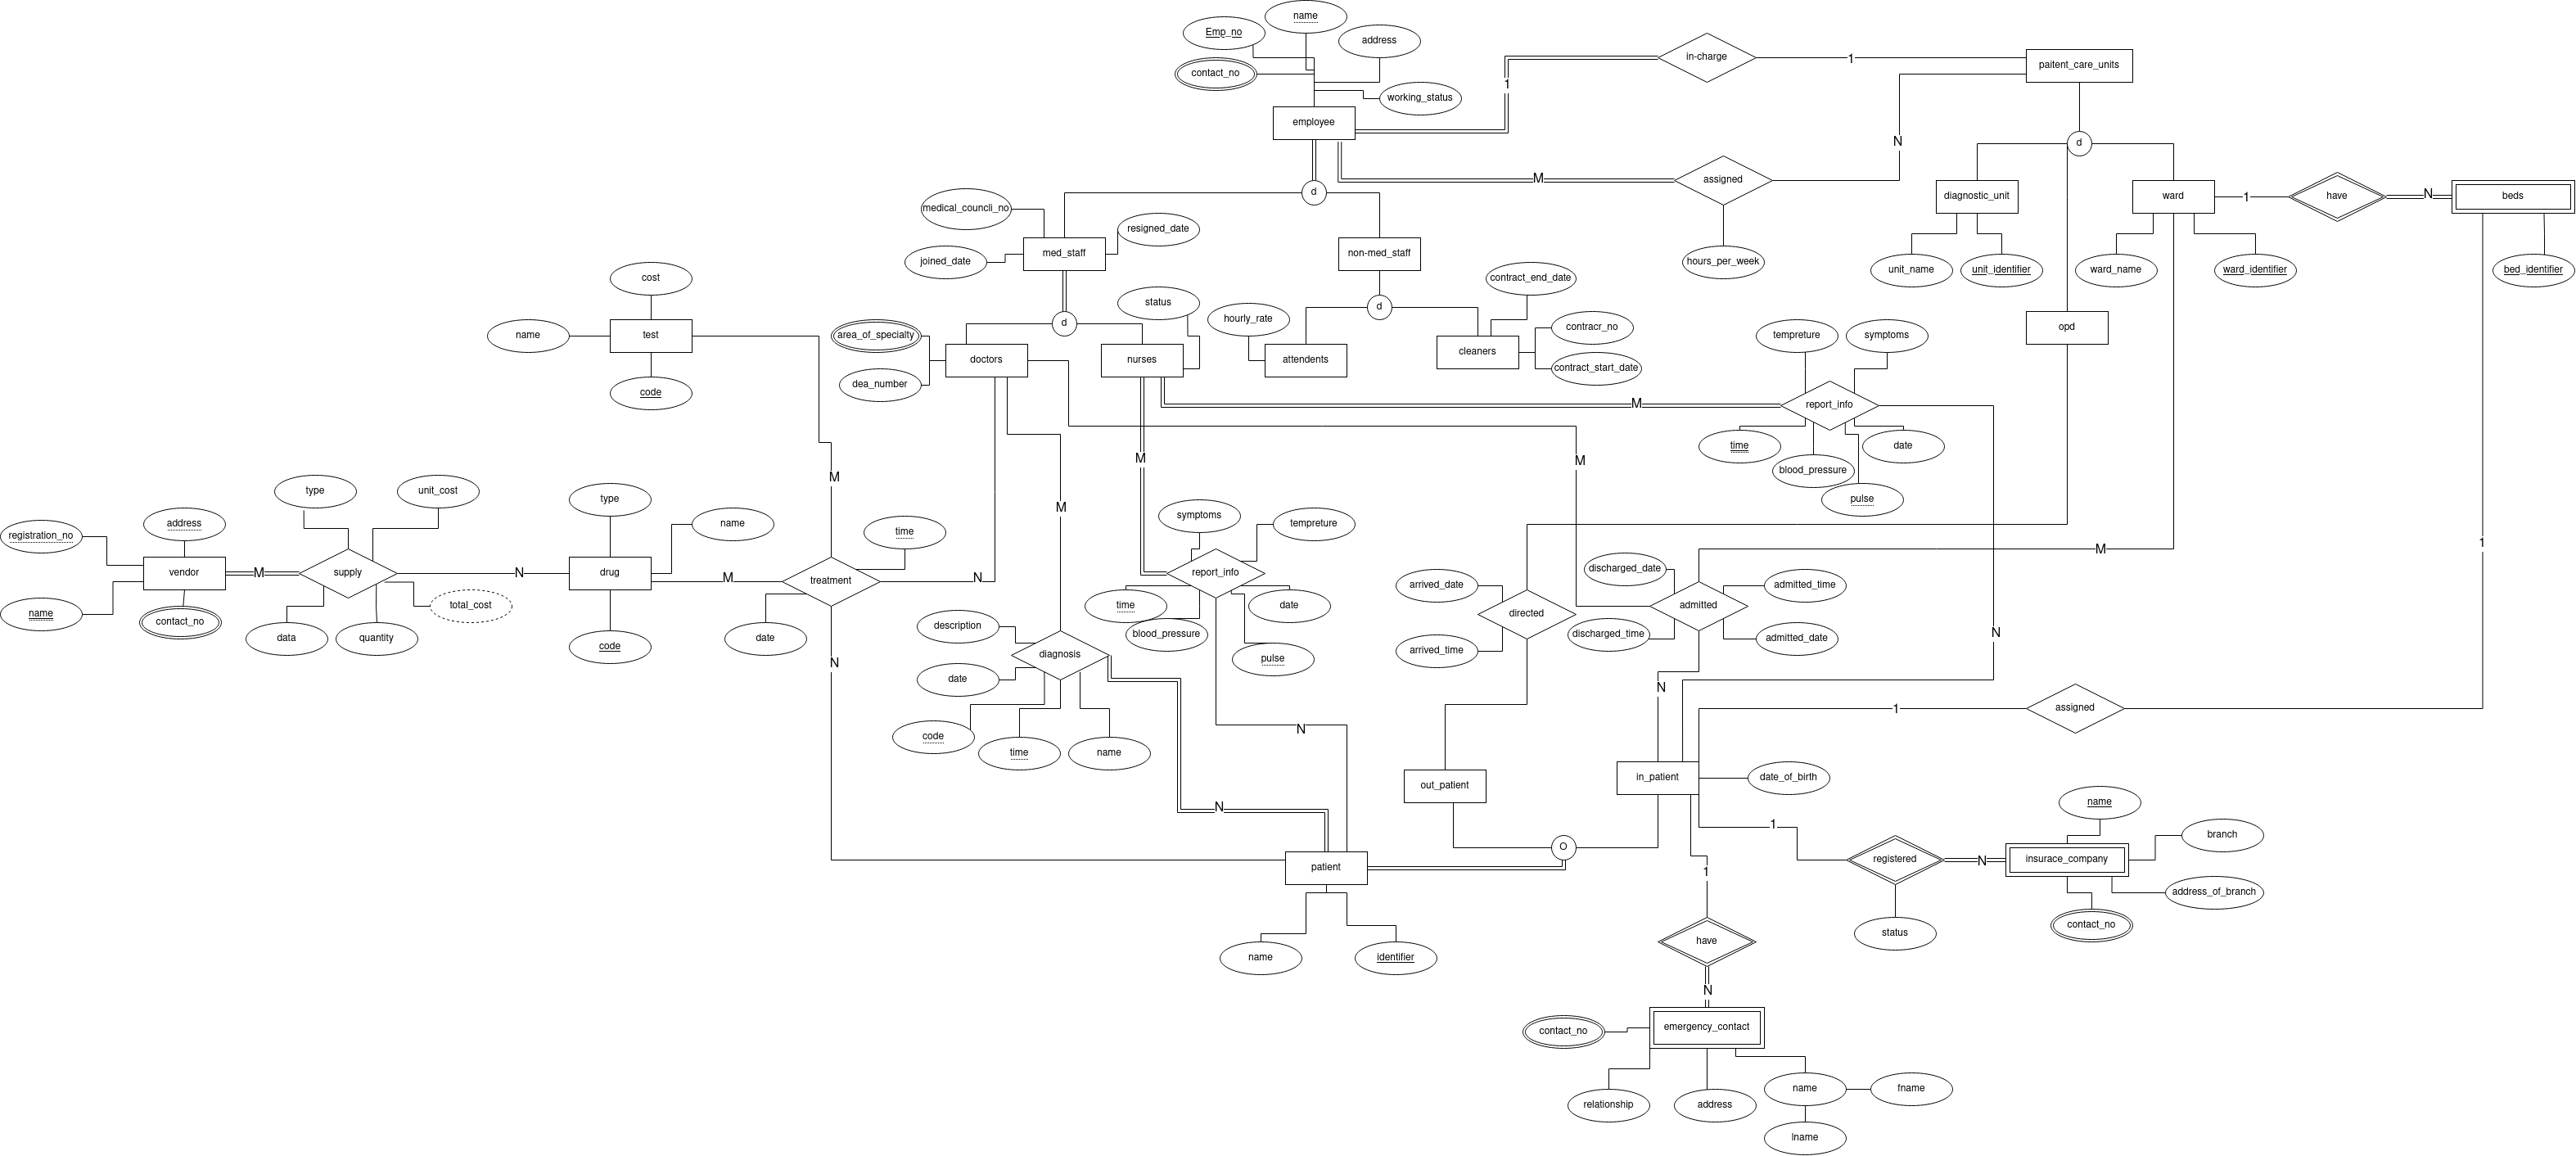 name
Emp_no
address
contact_no
working_status
employee
in-charge
1
1
paitent_care_units
N
M
assigned
hours_per_week
d
d
diagnostic_unit
unit_name
unit_identifier
ward
ward_name
ward_identifier
1
have
N
beds
bed_identifier
opd
medical_councli_no
joined_date
med_staff
resigned_date
non-med_staff
d
d
contract_end_date
status
hourly_rate
contracr_no
contract_start_date
area_of_specialty
dea_number
doctors
nurses
attendents
cleaners
cost
name
test
code
tempreture
symptoms
M
report_info
time
blood_pressure
pulse
date
M
M
M
M
N
1
type
unit_cost
registration_no
address
vendor
name
contact_no
M
supply
N
data
quantity
total_cost
type
name
drug
code
M
treatment
time
date
N
N
symptoms
tempreture
report_info
time
blood_pressure
date
pulse
N
description
date
diagnosis
code
time
name
N
arrived_date
directed
arrived_time
M
discharged_date
admitted_time
admitted
discharged_time
admitted_date
N
1
assigned
out_patient
in_patient
date_of_birth
O
patient
name
identifier
1
registered
N
status
name
insurace_company
branch
address_of_branch
contact_no
1
have
N
contact_no
emergency_contact
relationship
address
name
fname
lname